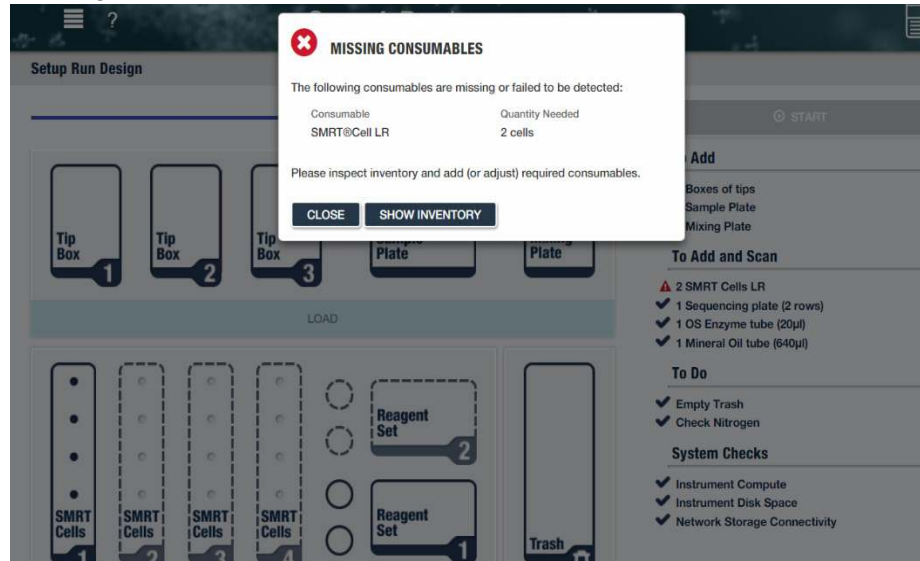 ?
MISSING CONSUMABLES
Setup Run Design
The following consumables are missing or failed to be detected:
Consumable Quantity Needed
SMRT®Cell LR 2 cells
Please inspect inventory and add (or adjust) required consumables.
CLOSE SHOW INVENTORY
START
Add
Boxes of tips
Sample Plate
Mixing Plate
To Add and Scan
2 SMRT Cells LR
1 Sequencing plate (2 rows)
1 OS Enzyme tube (20µl)
1 Mineral Oil tube (640µl)
To Do
Empty Trash
Check Nitrogen
System Checks
Instrument Compute
Instrument Disk Space
Network Storage Connectivity
Tip
Box
1
Tip
Box
2
Tip
Box
3
Plate
Plate
LOAD
SMRT
Cells
1
SMRT
Cells
2
SMRT
Cells
3
SMRT
Cells
4
Reagent
Set
2
Reagent
Set
1
Trash